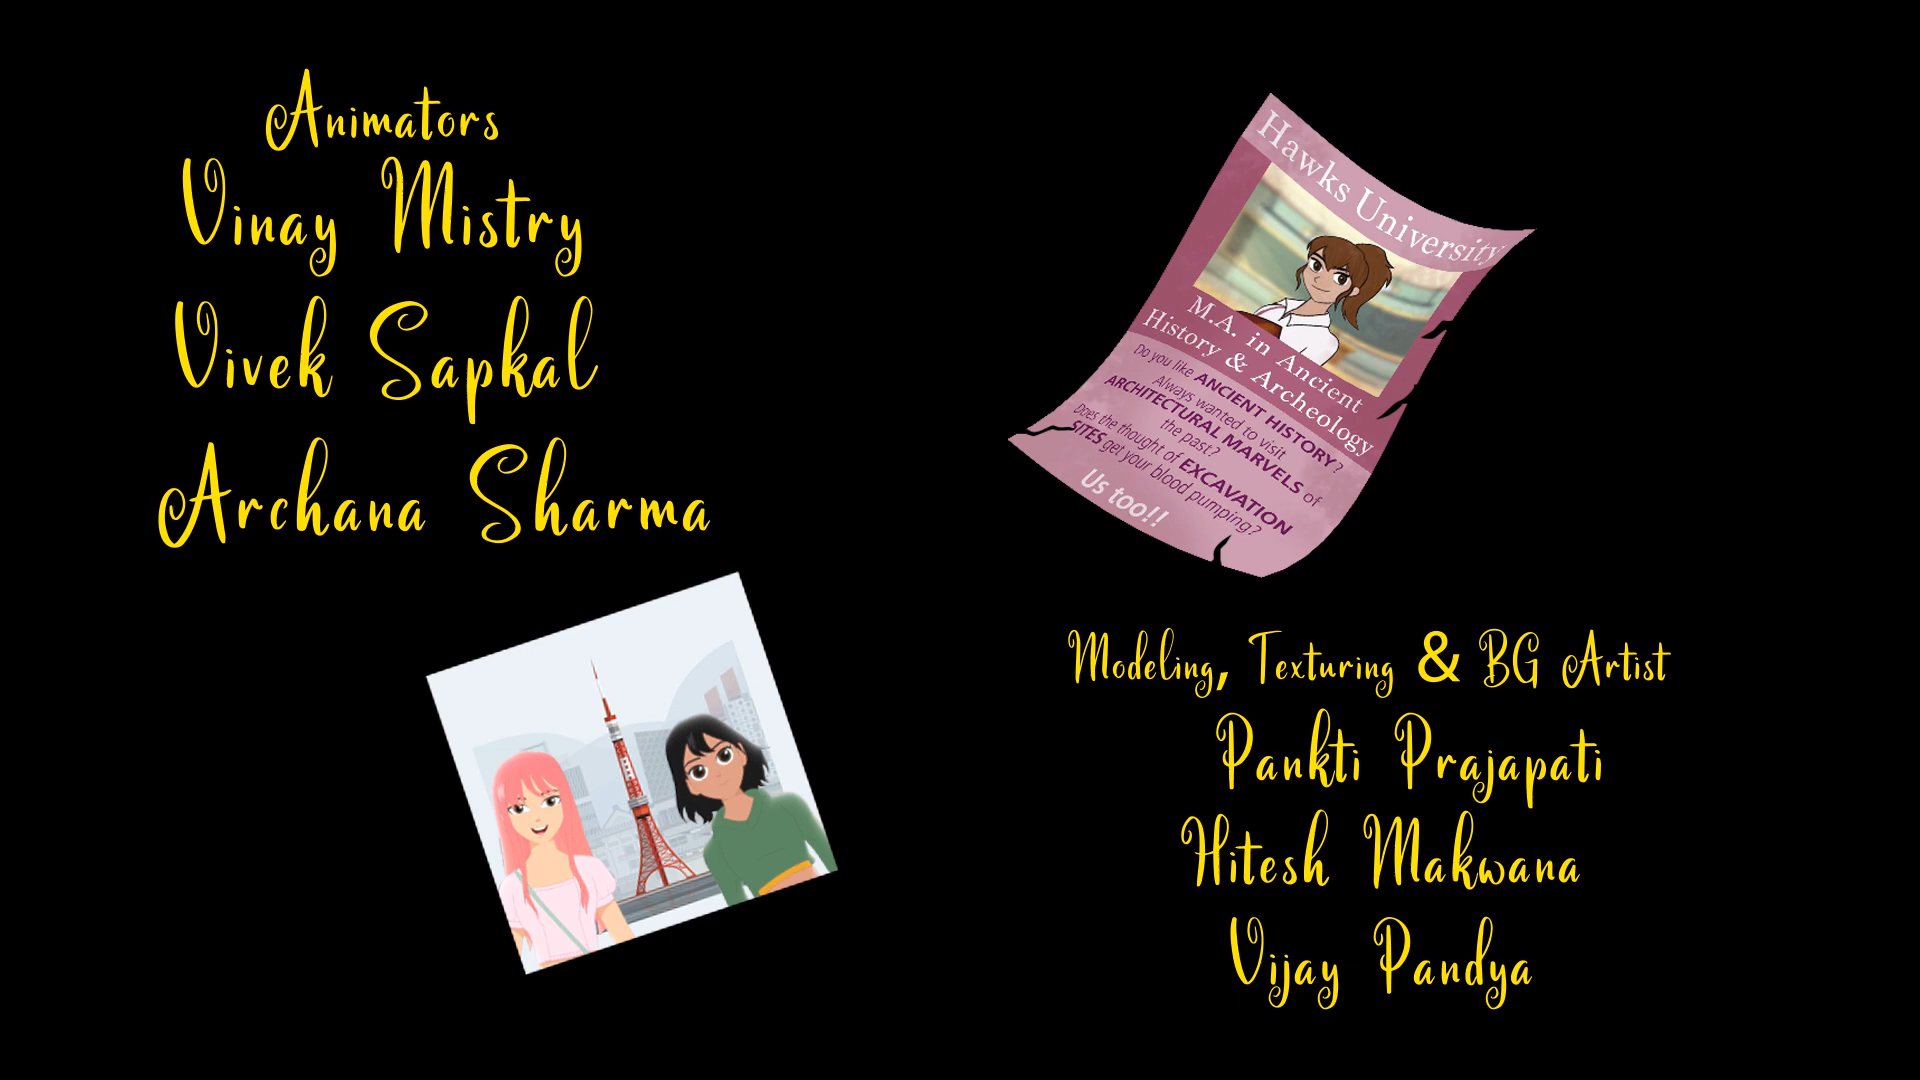 Animators
Vinay Mistry
Vivek Sapkal
Archana Sharma
Hawks University
M.A. in Ancient
History & Archeology
Do you like ANCIENT HISTORY?
Always wanted to visit
ARCHITECTURAL MARVELS of
the past?
Does the thought of EXCAVATION
SITES get your blood pumping?
Us too!!
Modeling, Texturing & BG Artist
Pankti Prajapati
Hitesh Makwana
Vijay Pandya